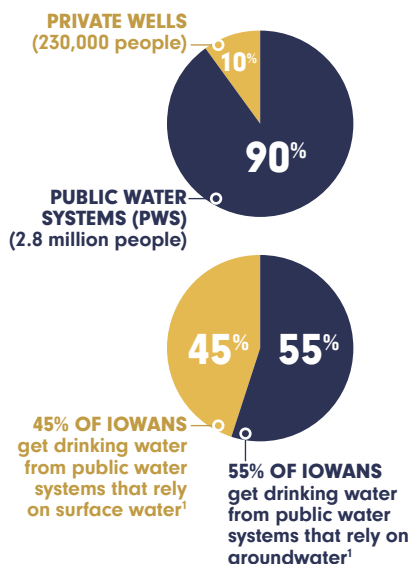 PRIVATE WELLS
(230,000 people)
10%
90%
PUBLIC WATER
SYSTEMS (PWS)
(2.8 million people)
45%
55%
45% OF IOWANS
get drinking water
from public water
systems that rely
on surface water¹
55% OF IOWANS
get drinking water
from public water
systems that rely on
groundwater¹